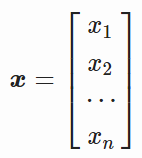 x = [
x₁
x₂
...
xₙ
]